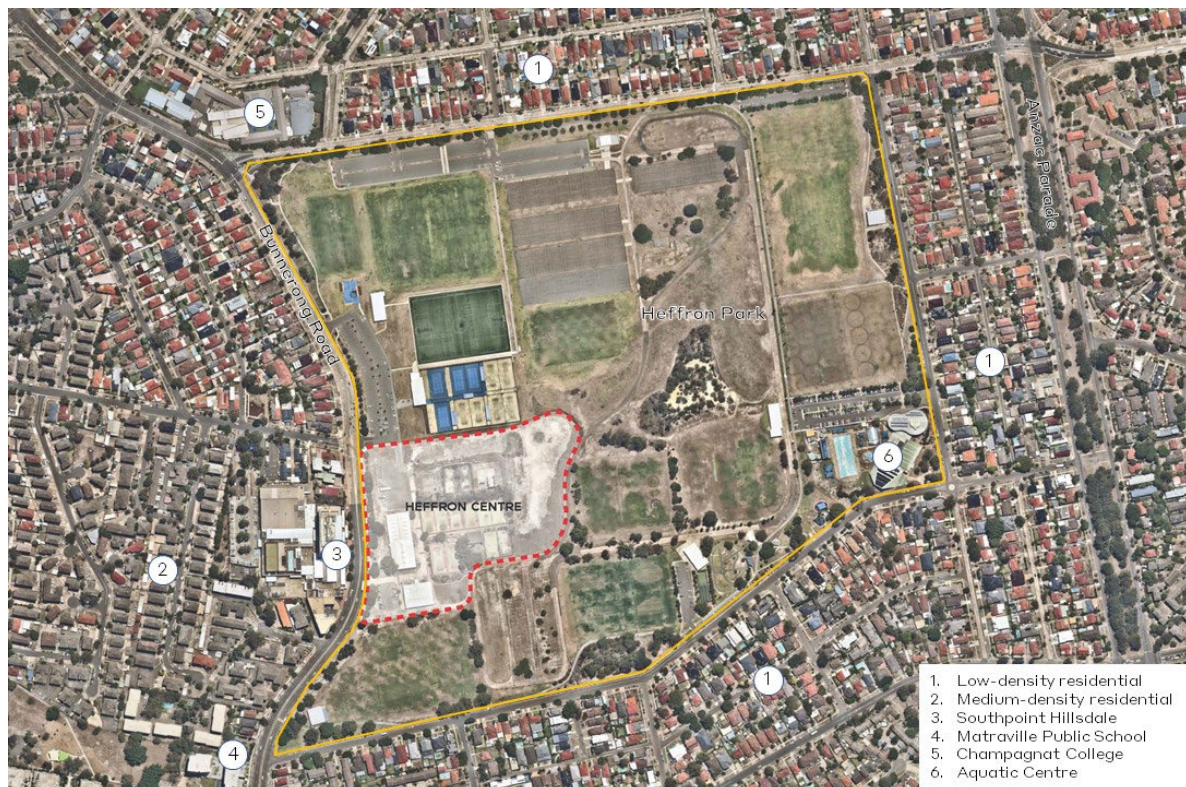 1
5
Anzac Parade
Bunnerong Road
Heffron Park
1
6
HEFFRON CENTRE
3
2
1
4
1. Low-density residential
2. Medium-density residential
3. Southpoint Hillsdale
4. Matraville Public School
5. Champagnat College
6. Aquatic Centre